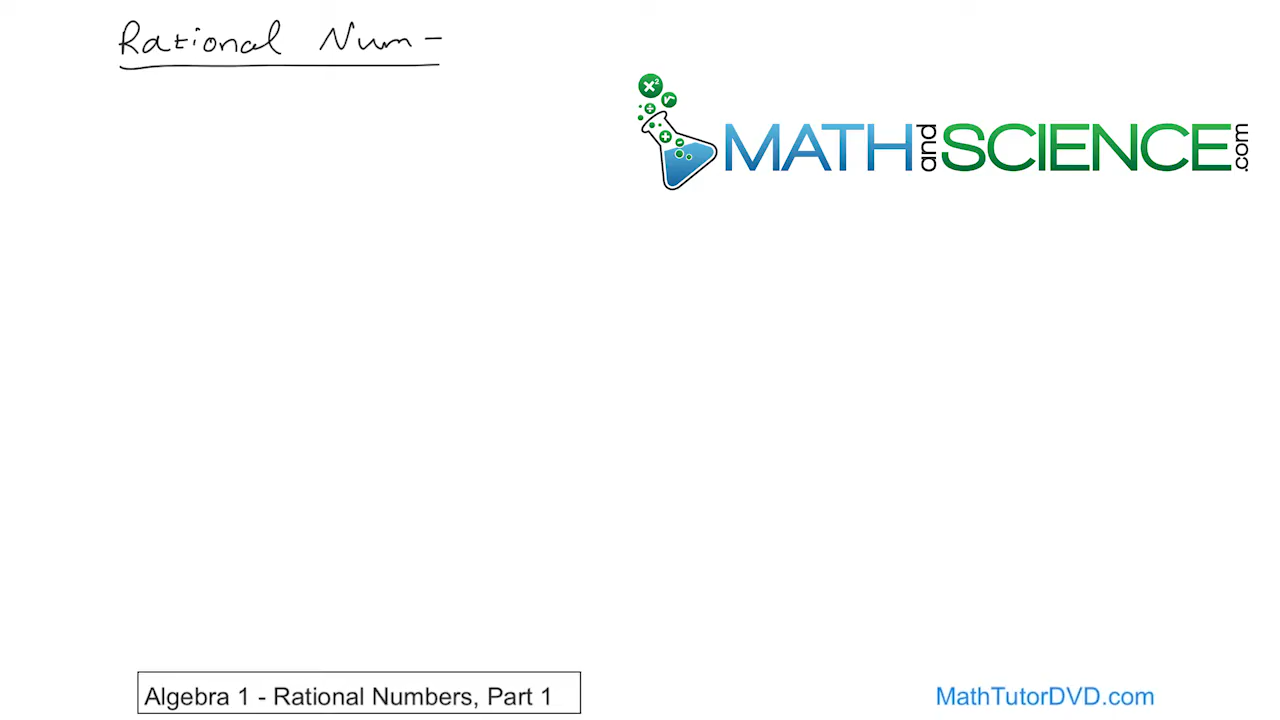 Rational Num-
MATH and SCIENCE .com
Algebra 1 - Rational Numbers, Part 1
MathTutorDVD.com